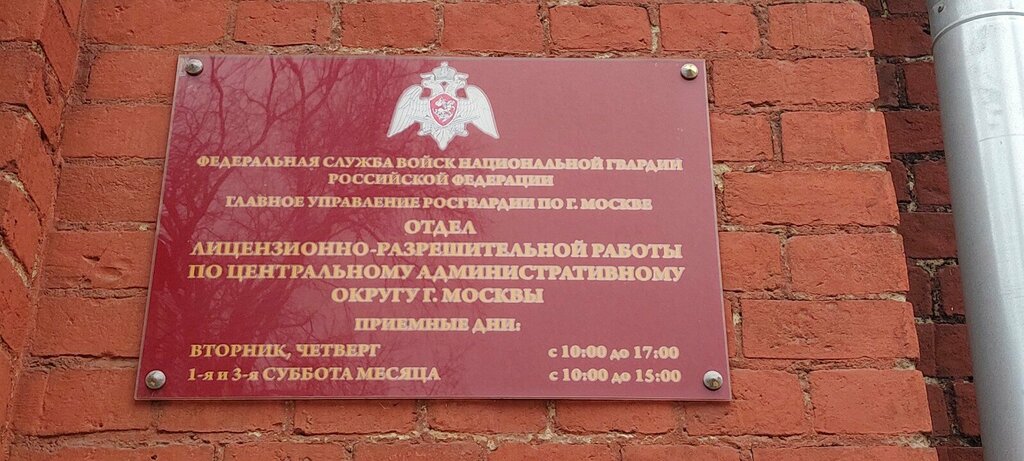 ФЕДЕРАЛЬНАЯ СЛУЖБА ВОЙСК НАЦИОНАЛЬНОЙ ГВАРДИИ
РОССИЙСКОЙ ФЕДЕРАЦИИ
ГЛАВНОЕ УПРАВЛЕНИЕ РОСГВАРДИИ ПО Г. МОСКВЕ
ОТДЕЛ
ЛИЦЕНЗИОННО-РАЗРЕШИТЕЛЬНОЙ РАБОТЫ
ПО ЦЕНТРАЛЬНОМУ АДМИНИСТРАТИВНОМУ
ОКРУГУ Г. МОСКВЫ
ПРИЕМНЫЕ ДНИ:
ВТОРНИК, ЧЕТВЕРГ с 10:00 до 17:00
1-я и 3-я СУББОТА МЕСЯЦА с 10:00 до 15:00